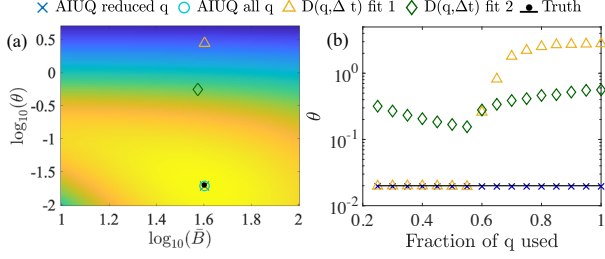 AIUQ reduced q AIUQ all q D(q,Δ t) fit 1 D(q,Δt) fit 2 Truth
(a) (b)
log₁₀(θ)
0.5
0
-0.5
-1
-1.5
-2
1 1.2 1.4 1.6 1.8 2
log₁₀(B̄)
θ
10⁰
10⁻¹
10⁻²
0.2 0.4 0.6 0.8 1
Fraction of q used